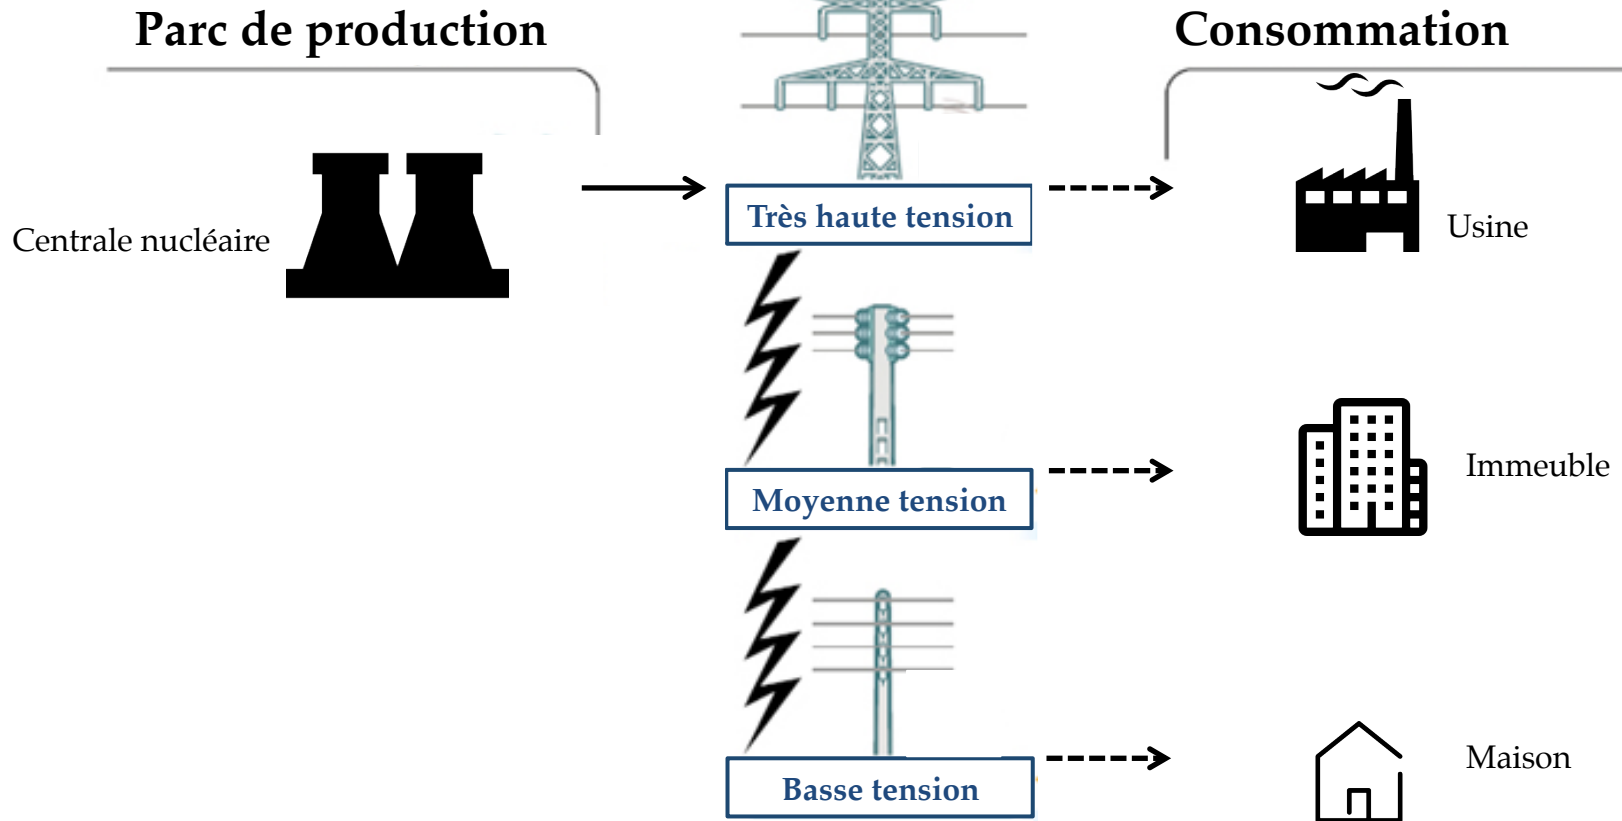 Parc de production
Consommation
Centrale nucléaire
Très haute tension
Usine
Moyenne tension
Immeuble
Basse tension
Maison